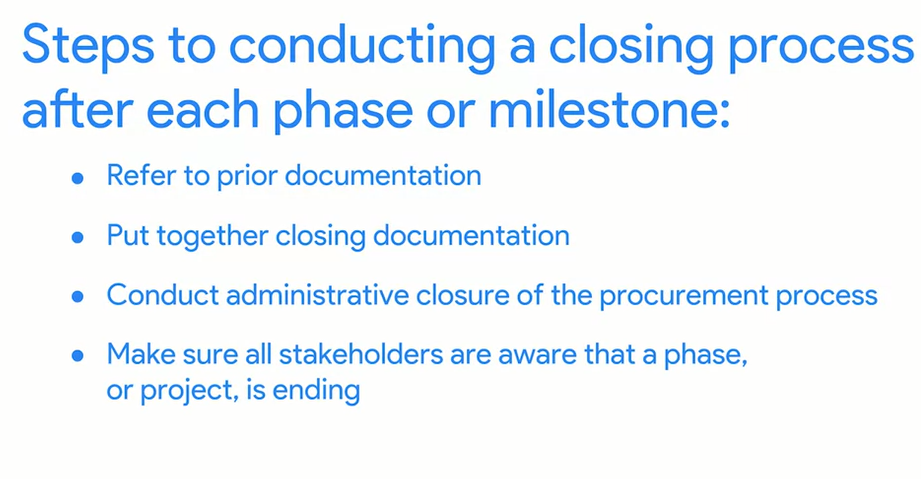 Steps to conducting a closing process
after each phase or milestone:
• Refer to prior documentation
• Put together closing documentation
• Conduct administrative closure of the procurement process
• Make sure all stakeholders are aware that a phase,
or project, is ending